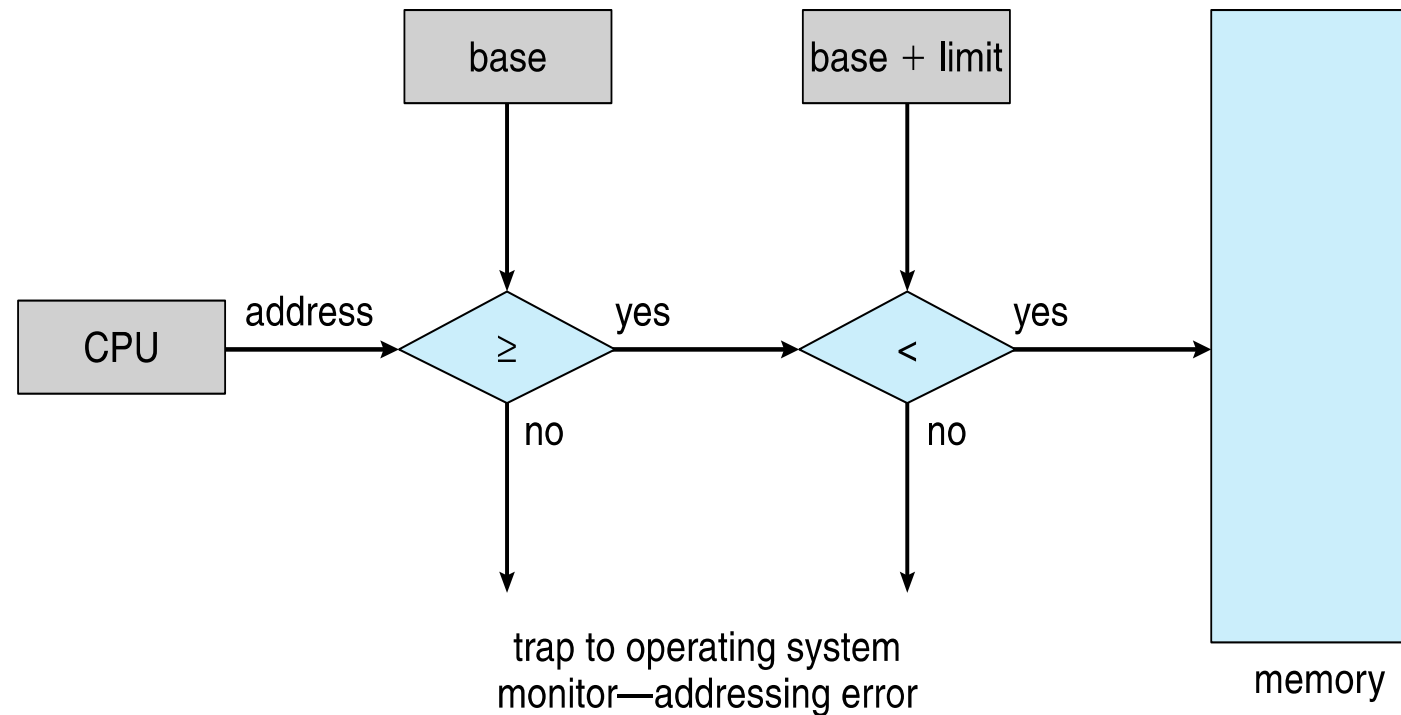 base
base + limit
CPU
address
≥
yes
<
yes
no
no
trap to operating system
monitor—addressing error
memory